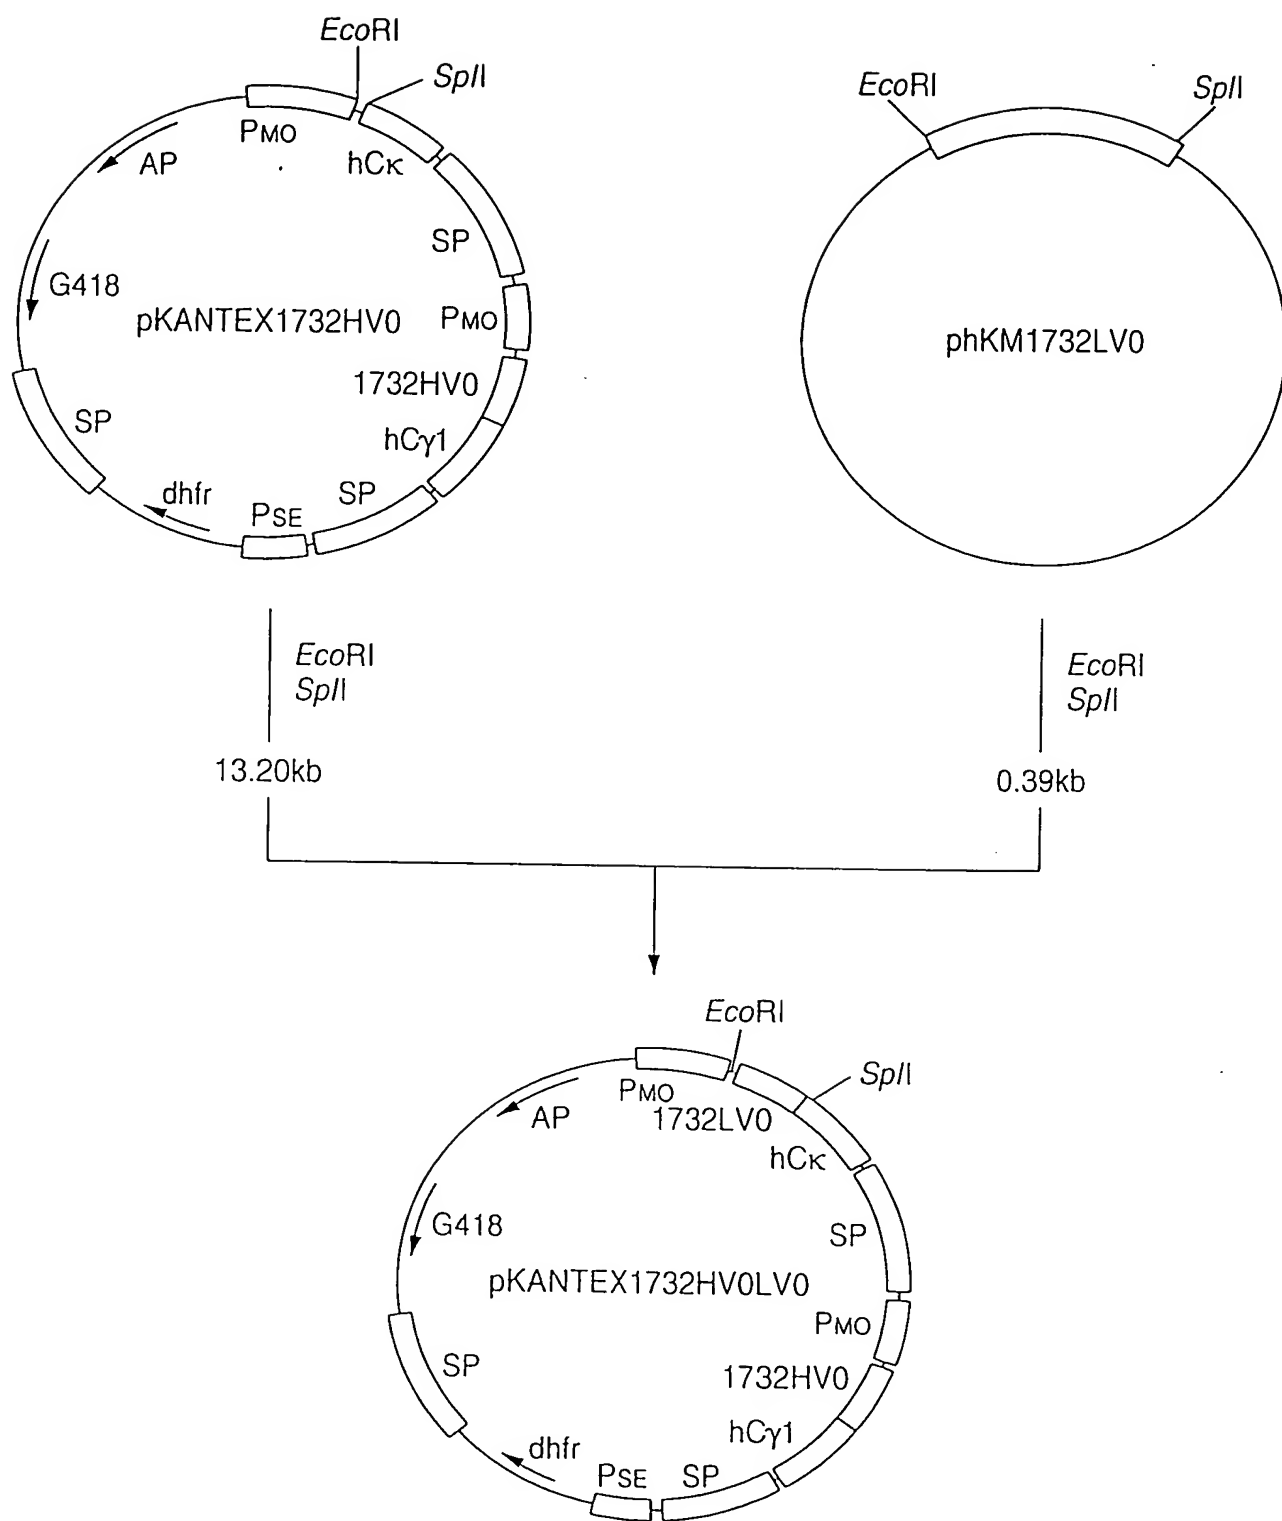 EcoRI
SplI
PMO
AP
hCκ
SP
G418
pKANTEX1732HV0
PMO
1732HV0
SP
hCγ1
dhfr
SP
PSE
EcoRI
SplI
phKM1732LV0
EcoRI
SplI
13.20kb
EcoRI
SplI
0.39kb
EcoRI
SplI
PMO
1732LV0
AP
hCκ
G418
SP
pKANTEX1732HV0LV0
PMO
SP
1732HV0
hCγ1
dhfr
PSE
SP